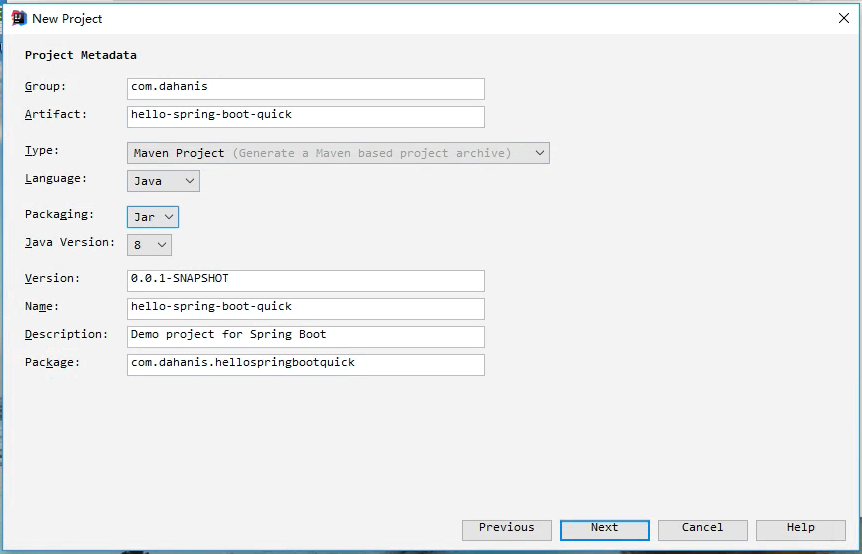 New Project
Project Metadata
Group: com.dahanis
Artifact: hello-spring-boot-quick
Type: Maven Project (Generate a Maven based project archive)
Language: Java
Packaging: Jar
Java Version: 8
Version: 0.0.1-SNAPSHOT
Name: hello-spring-boot-quick
Description: Demo project for Spring Boot
Package: com.dahanis.hellospringbootquick
Previous Next Cancel Help